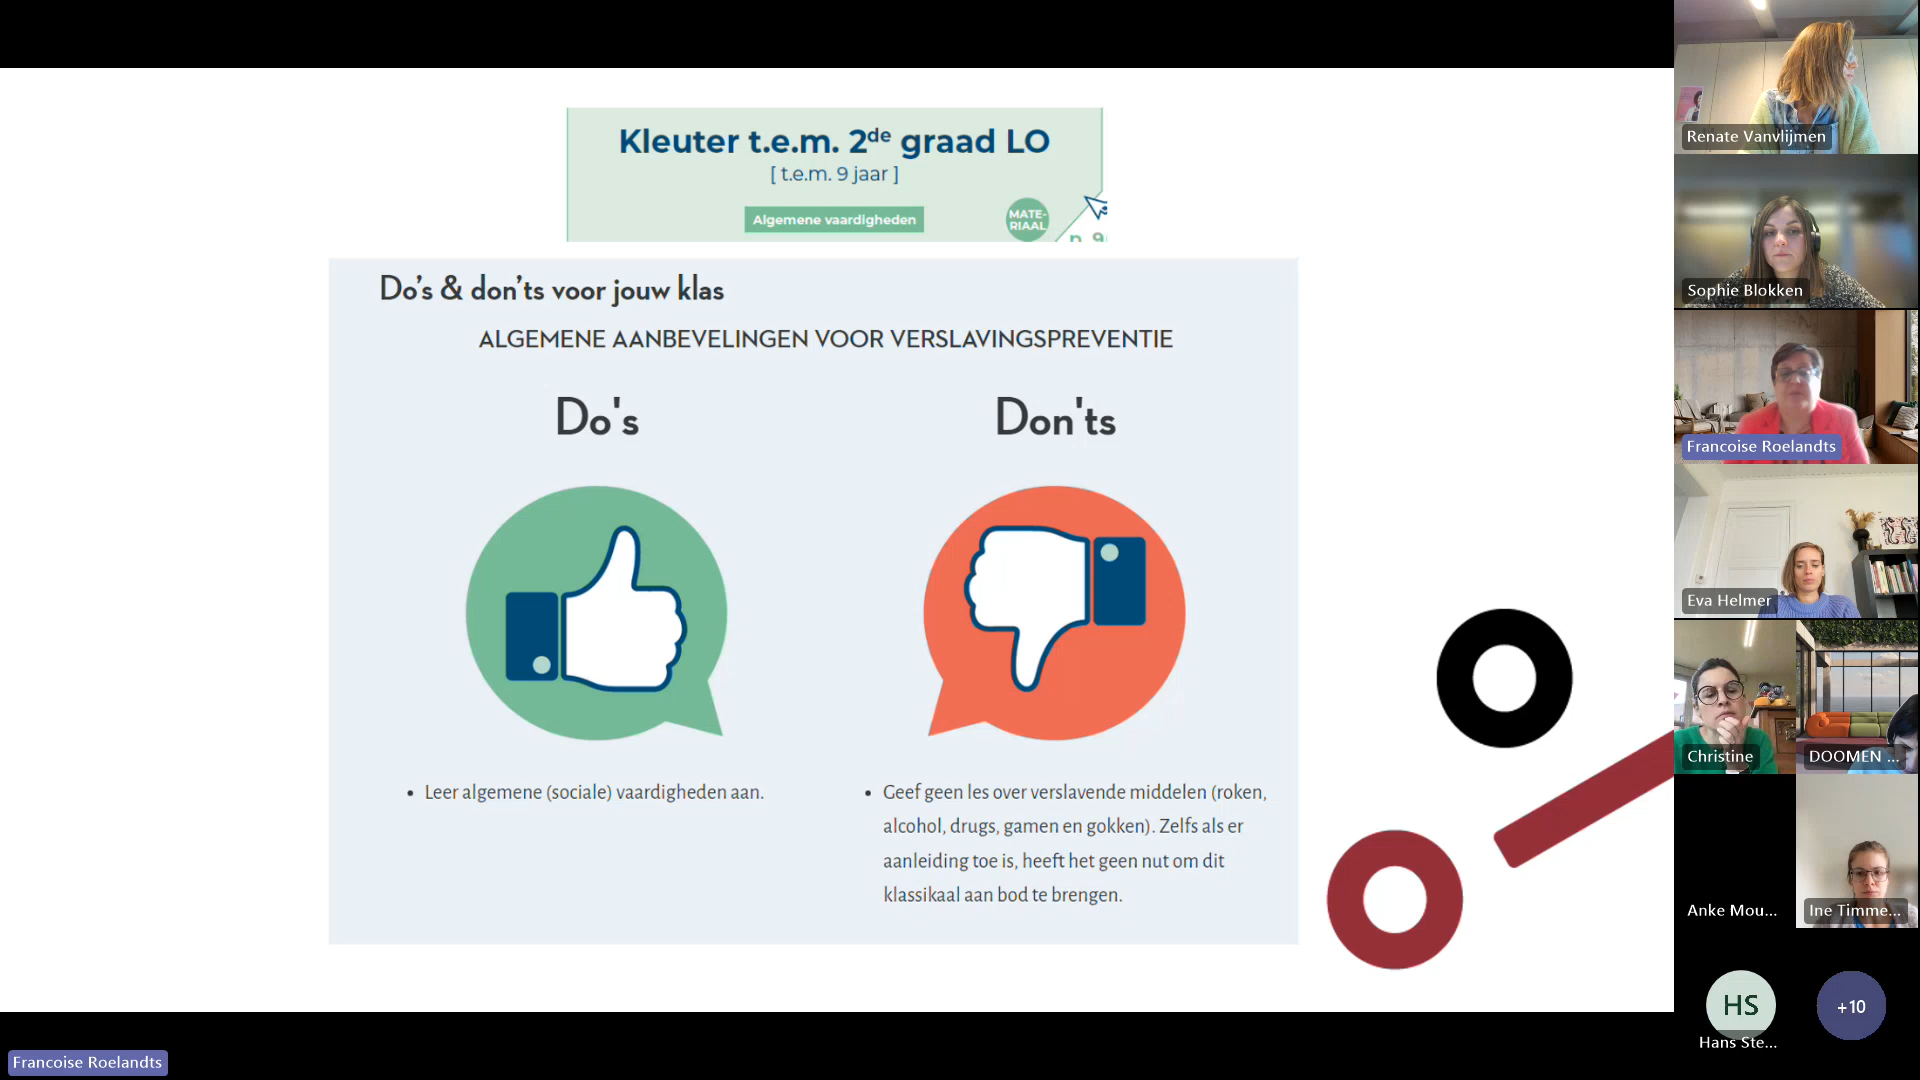 Kleuter t.e.m. 2de graad LO
[ t.e.m. 9 jaar ]
Algemene vaardigheden
MATE-
RIAAL
Do's & don'ts voor jouw klas
ALGEMENE AANBEVELINGEN VOOR VERSLAVINGSPREVENTIE
Do's
Don'ts
• Leer algemene (sociale) vaardigheden aan.
• Geef geen les over verslavende middelen (roken,
alcohol, drugs, gamen en gokken). Zelfs als er
aanleiding toe is, heeft het geen nut om dit
klassikaal aan bod te brengen.
Renate Vanvlijmen
Sophie Blokken
Francoise Roelandts
Eva Helmer
Christine
DOOMEN ...
Anke Mou...
Ine Timme...
HS
Hans Ste...
+10
Francoise Roelandts